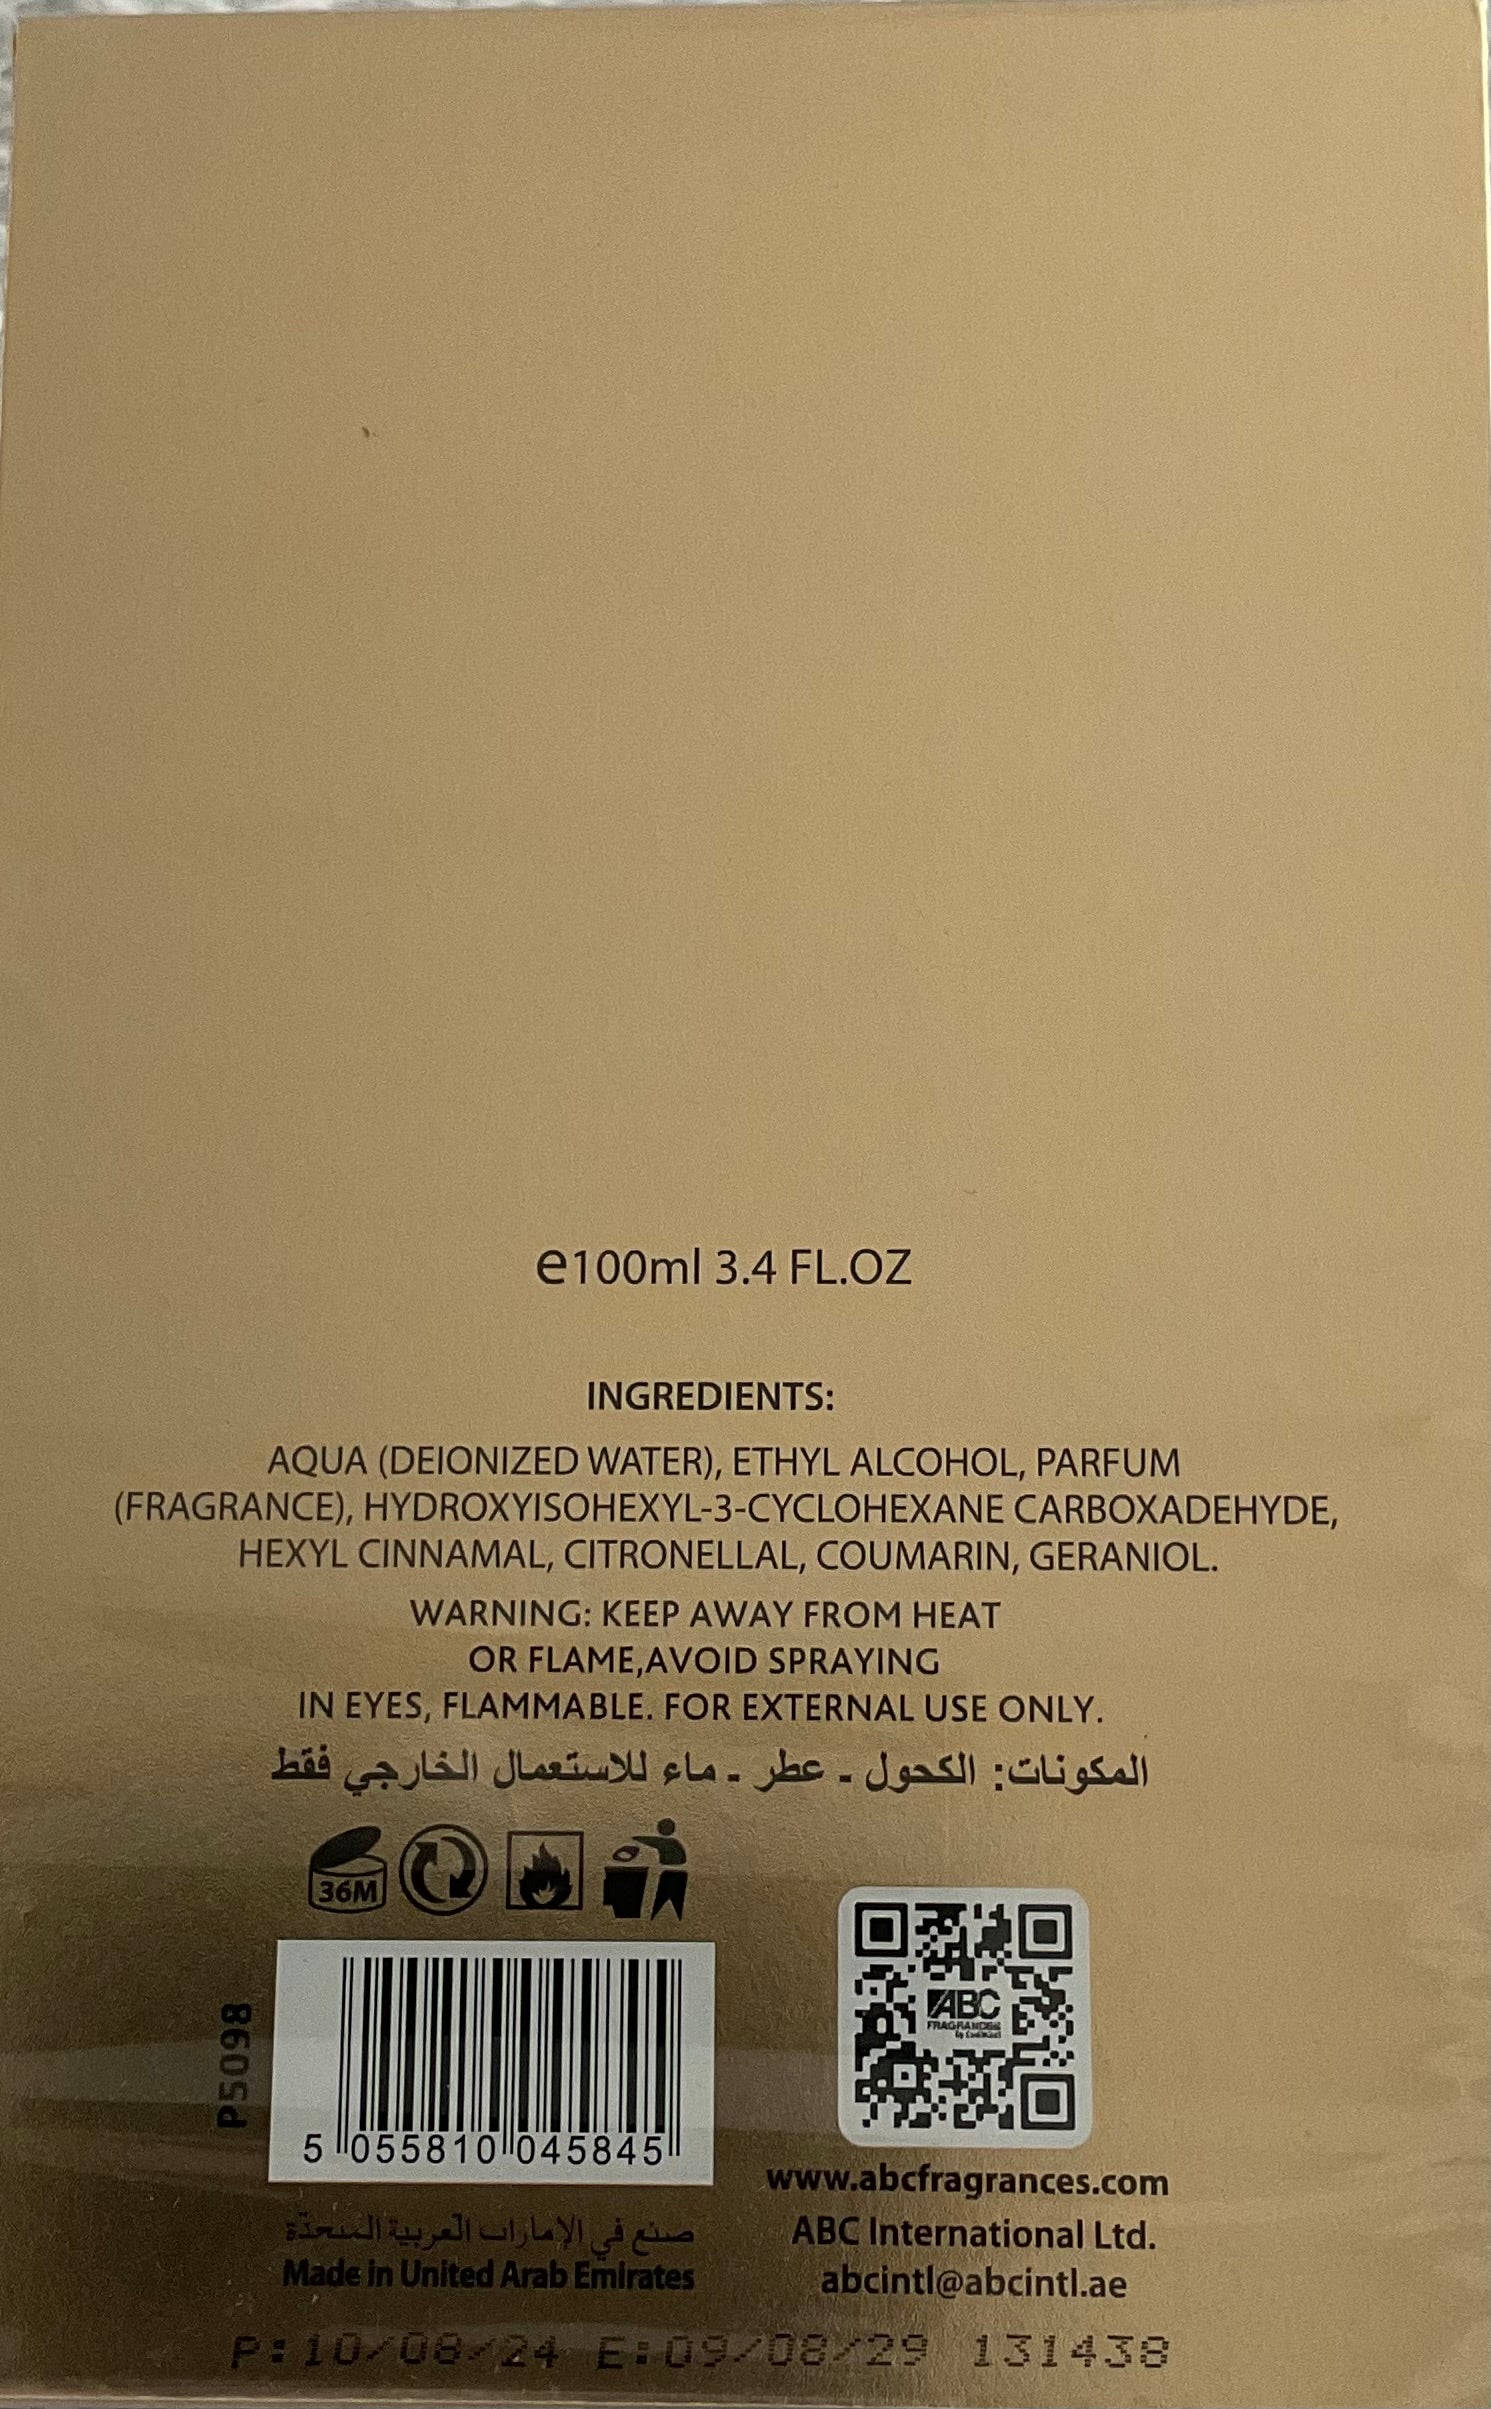 e100ml 3.4 FL.OZ
INGREDIENTS:
AQUA (DEIONIZED WATER), ETHYL ALCOHOL, PARFUM
(FRAGRANCE), HYDROXYISOHEXYL-3-CYCLOHEXANE CARBOXADEHYDE,
HEXYL CINNAMAL, CITRONELLAL, COUMARIN, GERANIOL.
WARNING: KEEP AWAY FROM HEAT
OR FLAME,AVOID SPRAYING
IN EYES, FLAMMABLE. FOR EXTERNAL USE ONLY.
المكونات: الكحول - عطر - ماء للاستعمال الخارجي فقط
36M
ABC
FRAGRANCES
P5098
5 055810 045845
www.abcfragrances.com
صنع في الإمارات العربية المتحدة
ABC International Ltd.
Made in United Arab Emirates
abcintl@abcintl.ae
P:10/08/24 E:09/08/29 131438